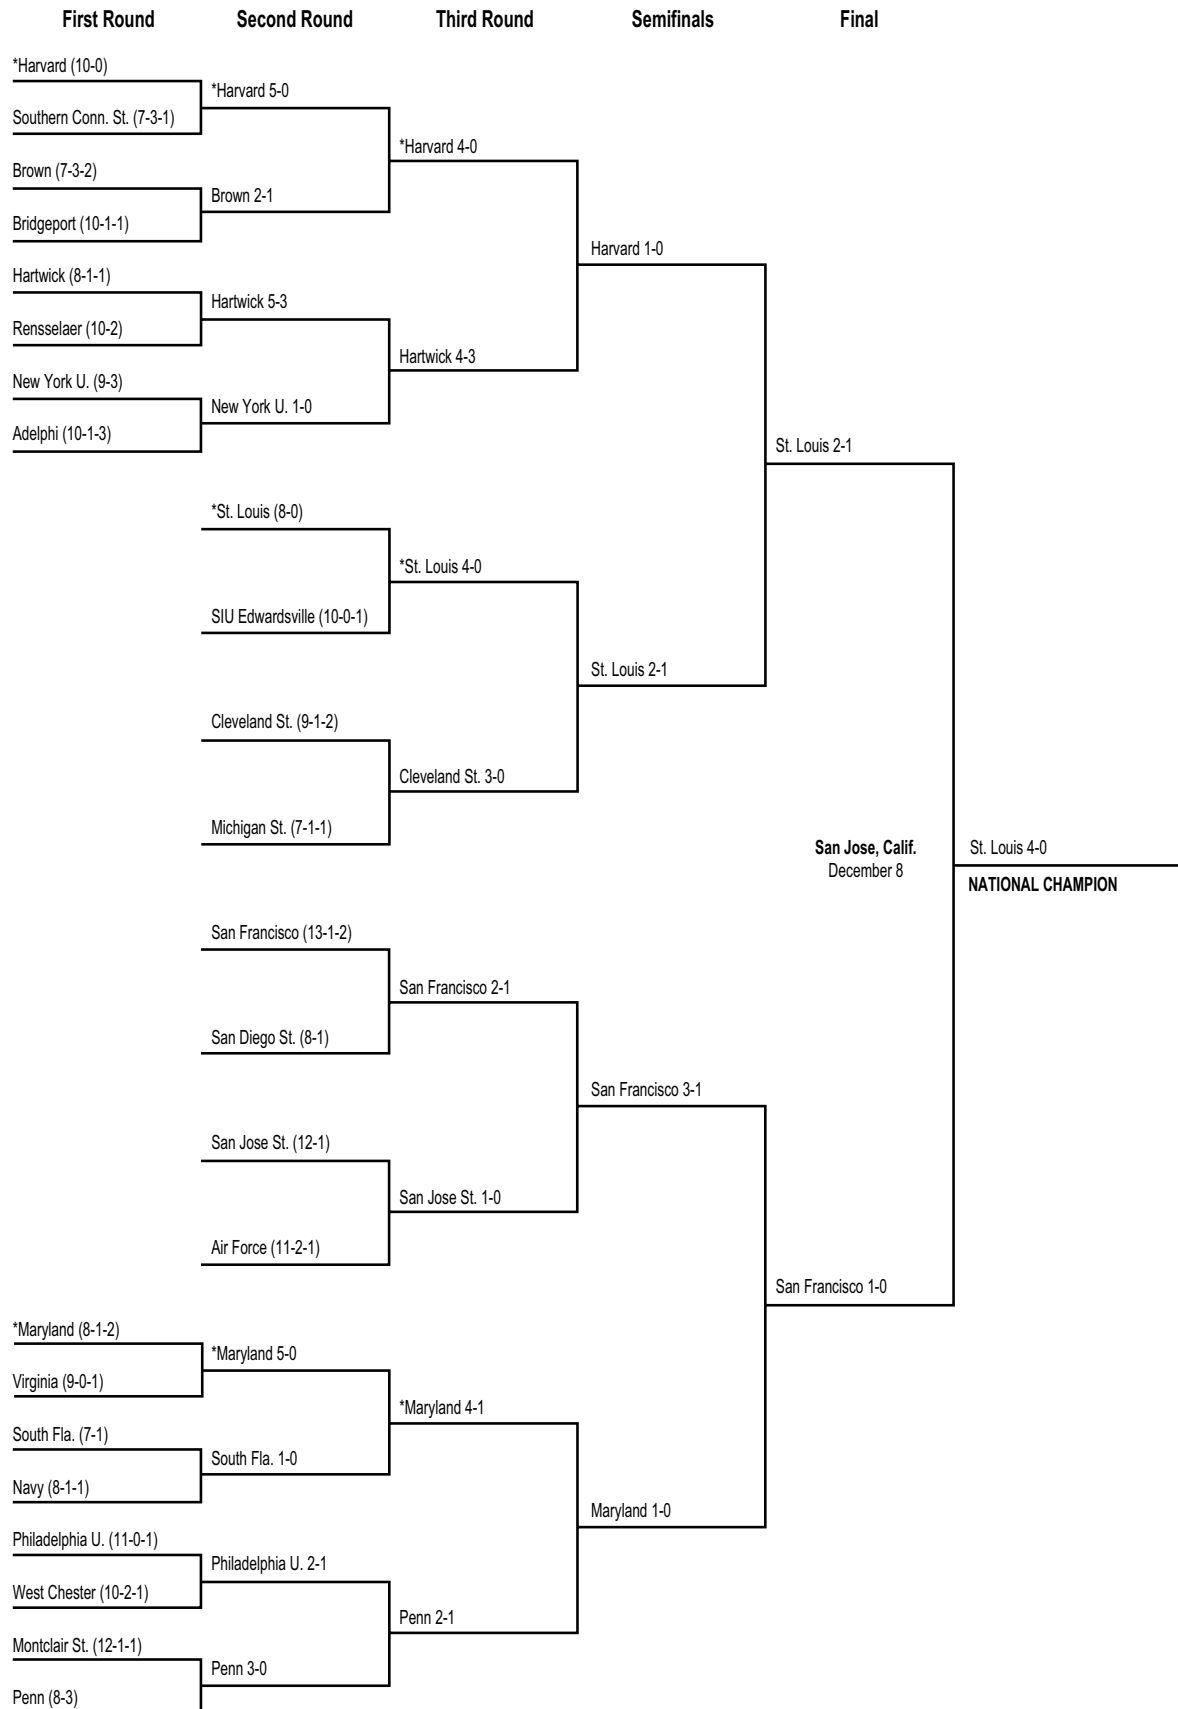 First Round Second Round Third Round Semifinals Final
*Harvard (10-0)
*Harvard 5-0
Southern Conn. St. (7-3-1)
*Harvard 4-0
Brown (7-3-2)
Brown 2-1
Bridgeport (10-1-1)
Harvard 1-0
Hartwick (8-1-1)
Hartwick 5-3
Rensselaer (10-2)
Hartwick 4-3
New York U. (9-3)
New York U. 1-0
Adelphi (10-1-3)
St. Louis 2-1
*St. Louis (8-0)
*St. Louis 4-0
SIU Edwardsville (10-0-1)
St. Louis 2-1
Cleveland St. (9-1-2)
Cleveland St. 3-0
Michigan St. (7-1-1)
San Jose, Calif.
December 8
St. Louis 4-0
NATIONAL CHAMPION
San Francisco (13-1-2)
San Francisco 2-1
San Diego St. (8-1)
San Francisco 3-1
San Jose St. (12-1)
San Jose St. 1-0
Air Force (11-2-1)
San Francisco 1-0
*Maryland (8-1-2)
*Maryland 5-0
Virginia (9-0-1)
*Maryland 4-1
South Fla. (7-1)
South Fla. 1-0
Navy (8-1-1)
Maryland 1-0
Philadelphia U. (11-0-1)
Philadelphia U. 2-1
West Chester (10-2-1)
Penn 2-1
Montclair St. (12-1-1)
Penn 3-0
Penn (8-3)